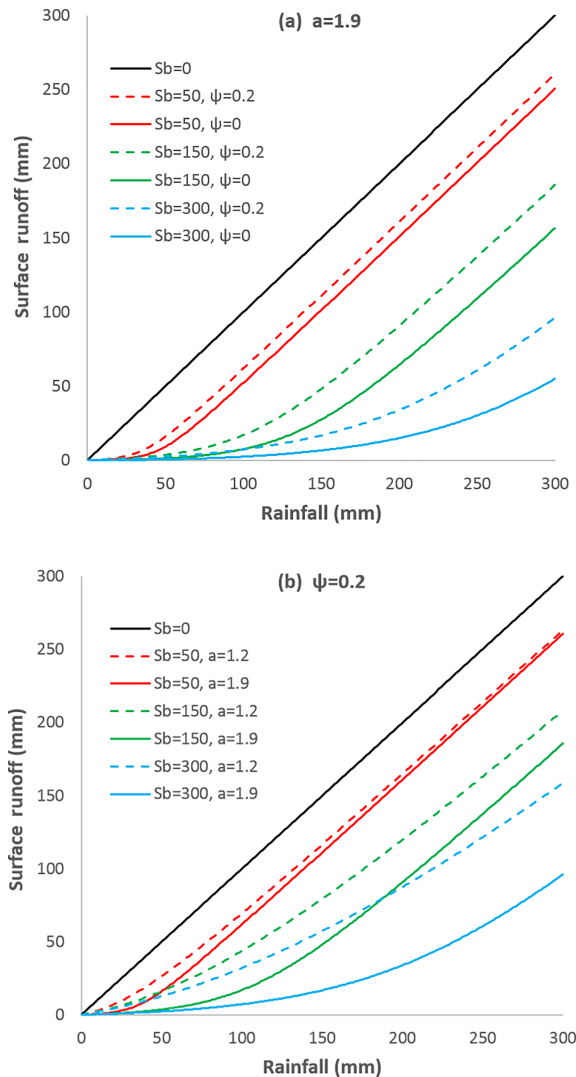 (a) a=1.9
300
250
200
150
100
50
0
Surface runoff (mm)
Sb=0
Sb=50, ψ=0.2
Sb=50, ψ=0
Sb=150, ψ=0.2
Sb=150, ψ=0
Sb=300, ψ=0.2
Sb=300, ψ=0
0 50 100 150 200 250 300
Rainfall (mm)
(b) ψ=0.2
300
250
200
150
100
50
0
Surface runoff (mm)
Sb=0
Sb=50, a=1.2
Sb=50, a=1.9
Sb=150, a=1.2
Sb=150, a=1.9
Sb=300, a=1.2
Sb=300, a=1.9
0 50 100 150 200 250 300
Rainfall (mm)